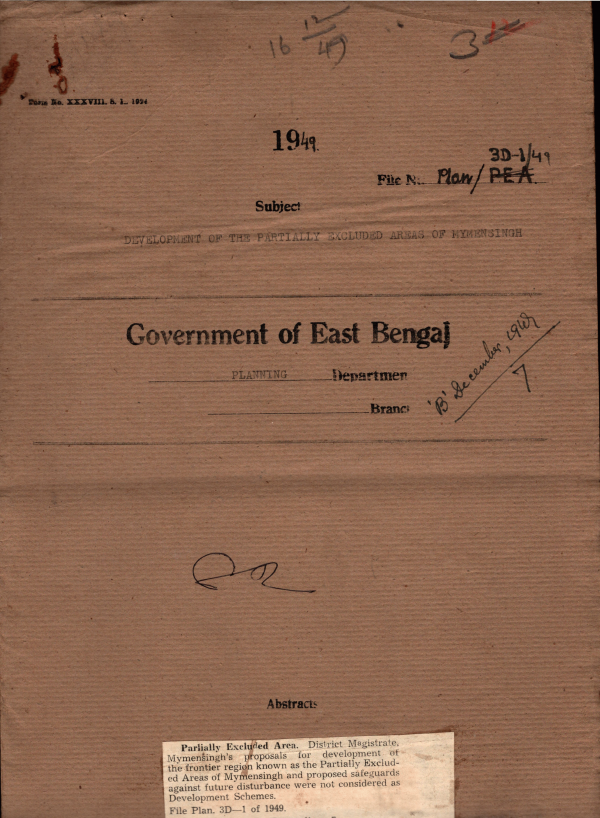 16 12/49
3
Form No. XXXVIII. S. 1., 1924
1949.
3D-1/49
File N.. Plan/ P.E.A.
Subject
DEVELOPMENT OF THE PARTIALLY EXCLUDED AREAS OF MYMENSINGH
Government of East Bengal
PLANNING Departmen
Branc
'B' December, 1949
7
Abstracts
Partially Excluded Area. District Magistrate,
Mymensingh's proposals for development of
the frontier region known as the Partially Exclud-
ed Areas of Mymensingh and proposed safeguards
against future disturbance were not considered as
Development Schemes.
File Plan. 3D—1 of 1949.